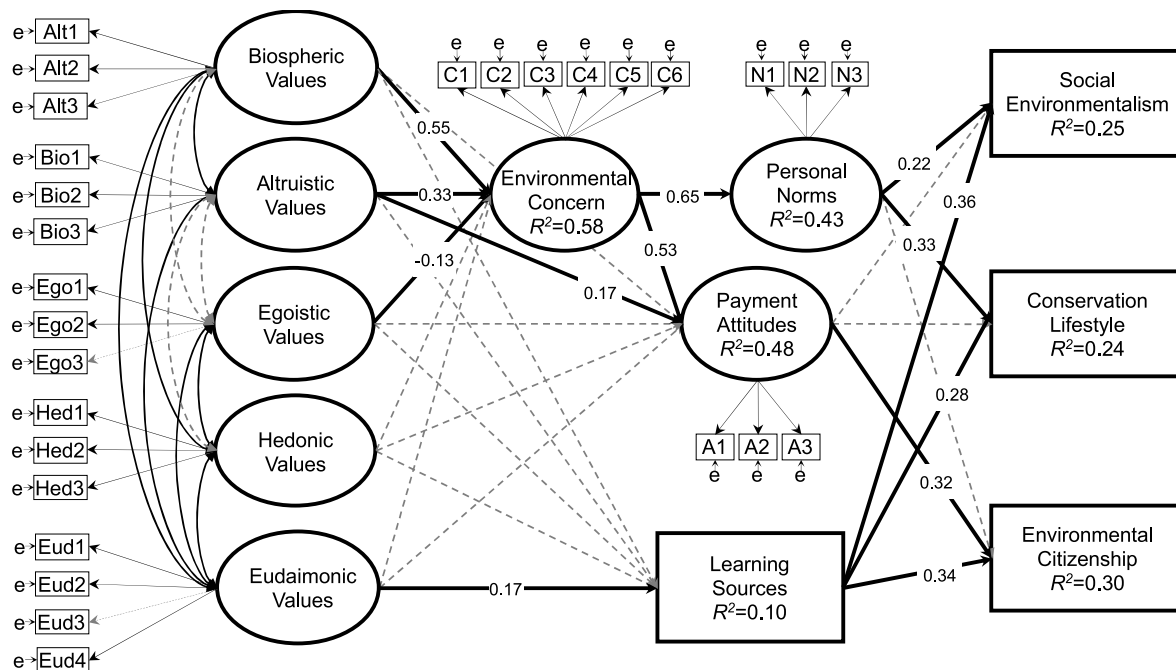 e Alt1
e Alt2
e Alt3
e Bio1
e Bio2
e Bio3
e Ego1
e Ego2
e Ego3
e Hed1
e Hed2
e Hed3
e Eud1
e Eud2
e Eud3
e Eud4
Biospheric
Values
Altruistic
Values
Egoistic
Values
Hedonic
Values
Eudaimonic
Values
0.55
0.33
-0.13
0.17
0.17
e e e e e e
C1 C2 C3 C4 C5 C6
Environmental
Concern
R²=0.58
0.65
0.53
e e e
N1 N2 N3
Personal
Norms
R²=0.43
Payment
Attitudes
R²=0.48
A1 A2 A3
e e e
Learning
Sources
R²=0.10
0.22
0.36
0.33
0.28
0.32
0.34
Social
Environmentalism
R²=0.25
Conservation
Lifestyle
R²=0.24
Environmental
Citizenship
R²=0.30